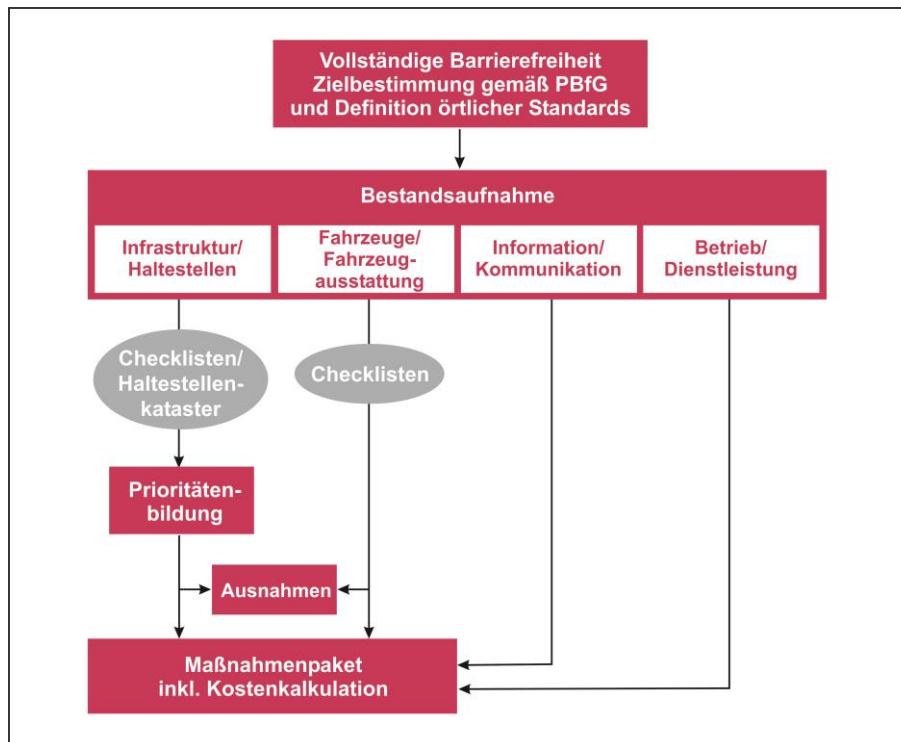 Vollständige Barrierefreiheit
Zielbestimmung gemäß PBfG
und Definition örtlicher Standards
Bestandsaufnahme
Infrastruktur/
Haltestellen
Fahrzeuge/
Fahrzeug-
ausstattung
Information/
Kommunikation
Betrieb/
Dienstleistung
Checklisten/
Haltestellen-
kataster
Checklisten
Prioritäten-
bildung
Ausnahmen
Maßnahmenpaket
inkl. Kostenkalkulation